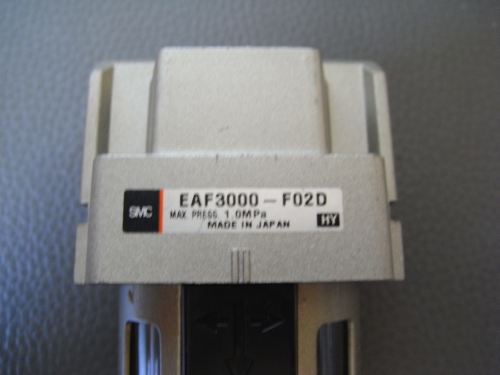 SMC EAF3000-F02D
MAX. PRESS. 1.0MPa
MADE IN JAPAN HY